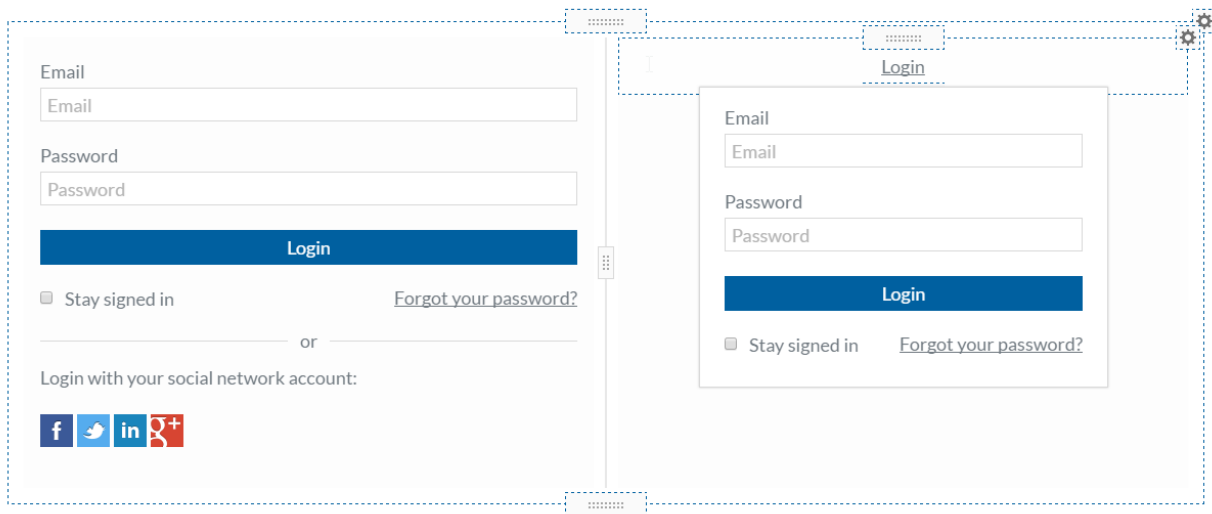 Email
Email
Password
Password
Login
Stay signed in Forgot your password?
or
Login with your social network account:
f in g+
Login
Email
Email
Password
Password
Login
Stay signed in Forgot your password?